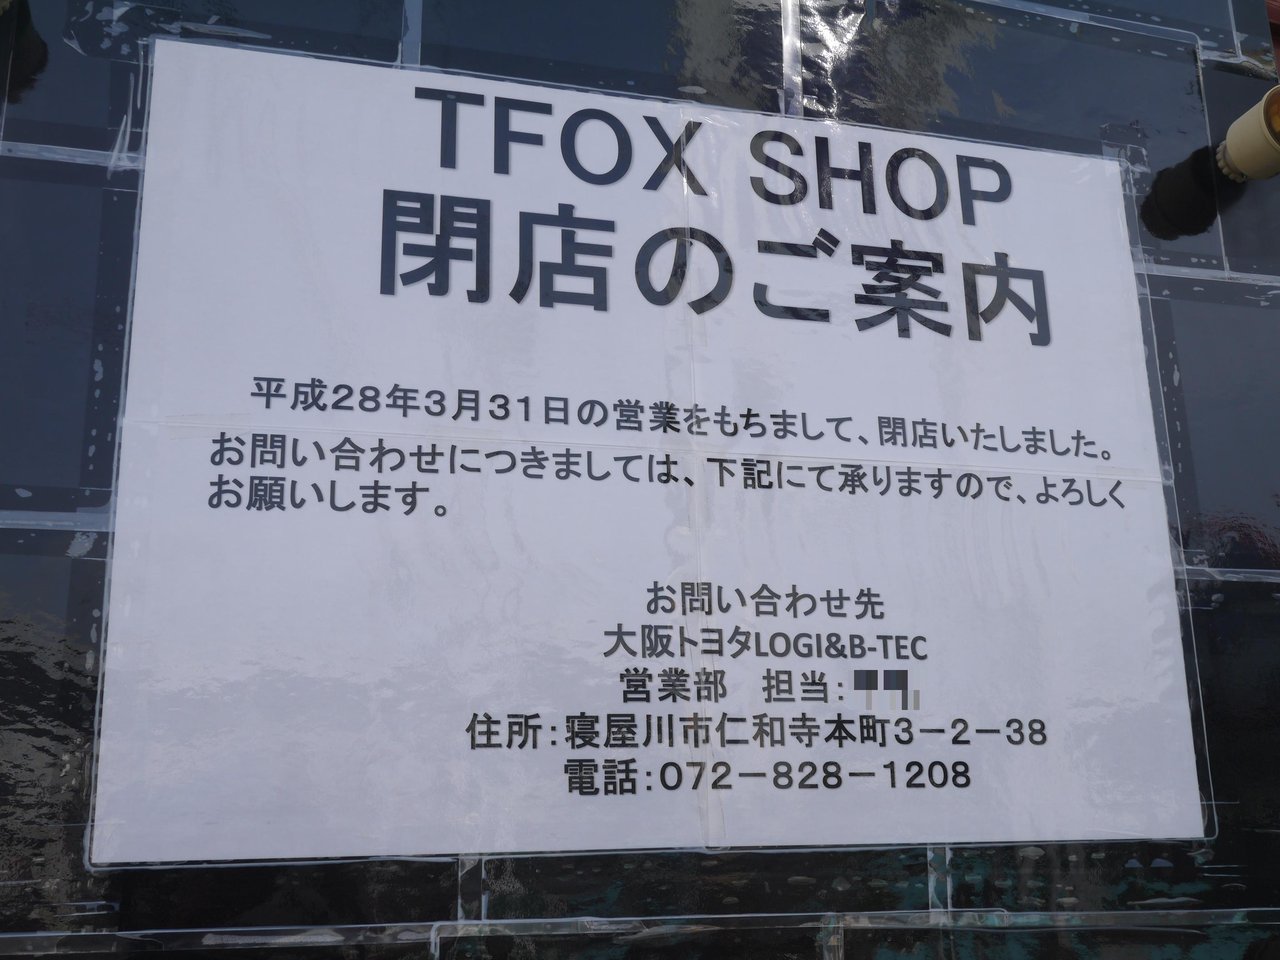 TFOX SHOP
閉店のご案内
平成28年3月31日の営業をもちまして、閉店いたしました。
お問い合わせにつきましては、下記にて承りますので、よろしく
お願いします。
お問い合わせ先
大阪トヨタLOGI&B-TEC
営業部　担当：
住所：寝屋川市仁和寺本町3－2－38
電話：072－828－1208